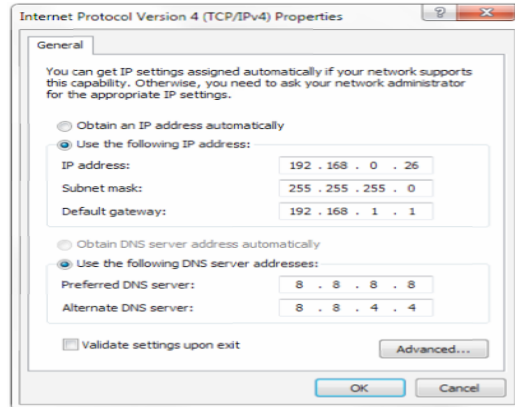 Internet Protocol Version 4 (TCP/IPv4) Properties
General
You can get IP settings assigned automatically if your network supports
this capability. Otherwise, you need to ask your network administrator
for the appropriate IP settings.
Obtain an IP address automatically
Use the following IP address:
IP address: 192 . 168 . 0 . 26
Subnet mask: 255 . 255 . 255 . 0
Default gateway: 192 . 168 . 1 . 1
Obtain DNS server address automatically
Use the following DNS server addresses:
Preferred DNS server: 8 . 8 . 8 . 8
Alternate DNS server: 8 . 8 . 4 . 4
Validate settings upon exit
Advanced...
OK Cancel